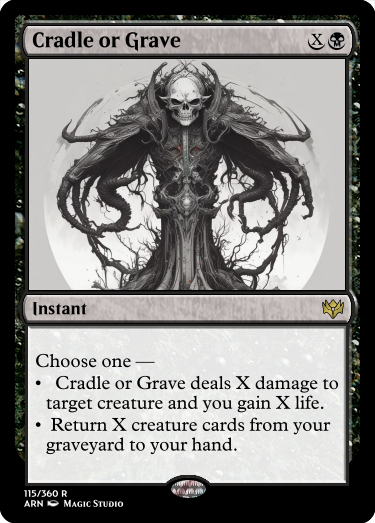 Cradle or Grave X
Instant
Choose one —
• Cradle or Grave deals X damage to
target creature and you gain X life.
• Return X creature cards from your
graveyard to your hand.
115/360 R
ARN Magic Studio